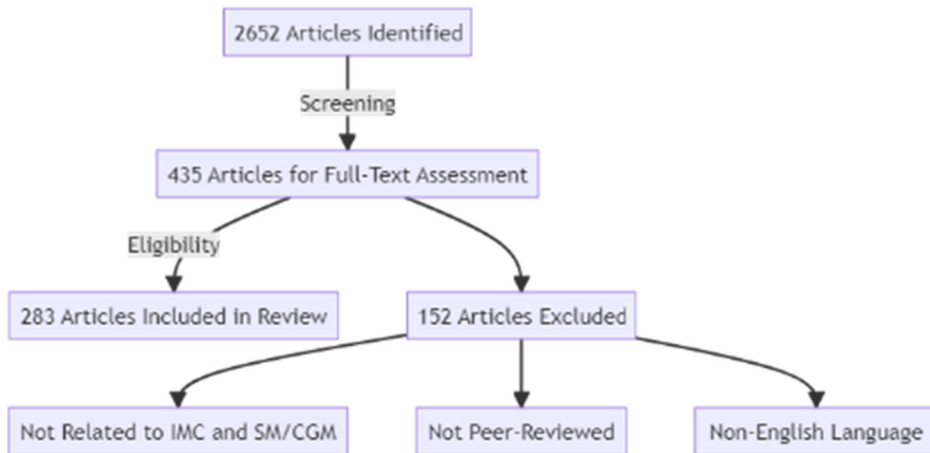 2652 Articles Identified
Screening
435 Articles for Full-Text Assessment
Eligibility
283 Articles Included in Review
152 Articles Excluded
Not Related to IMC and SM/CGM
Not Peer-Reviewed
Non-English Language